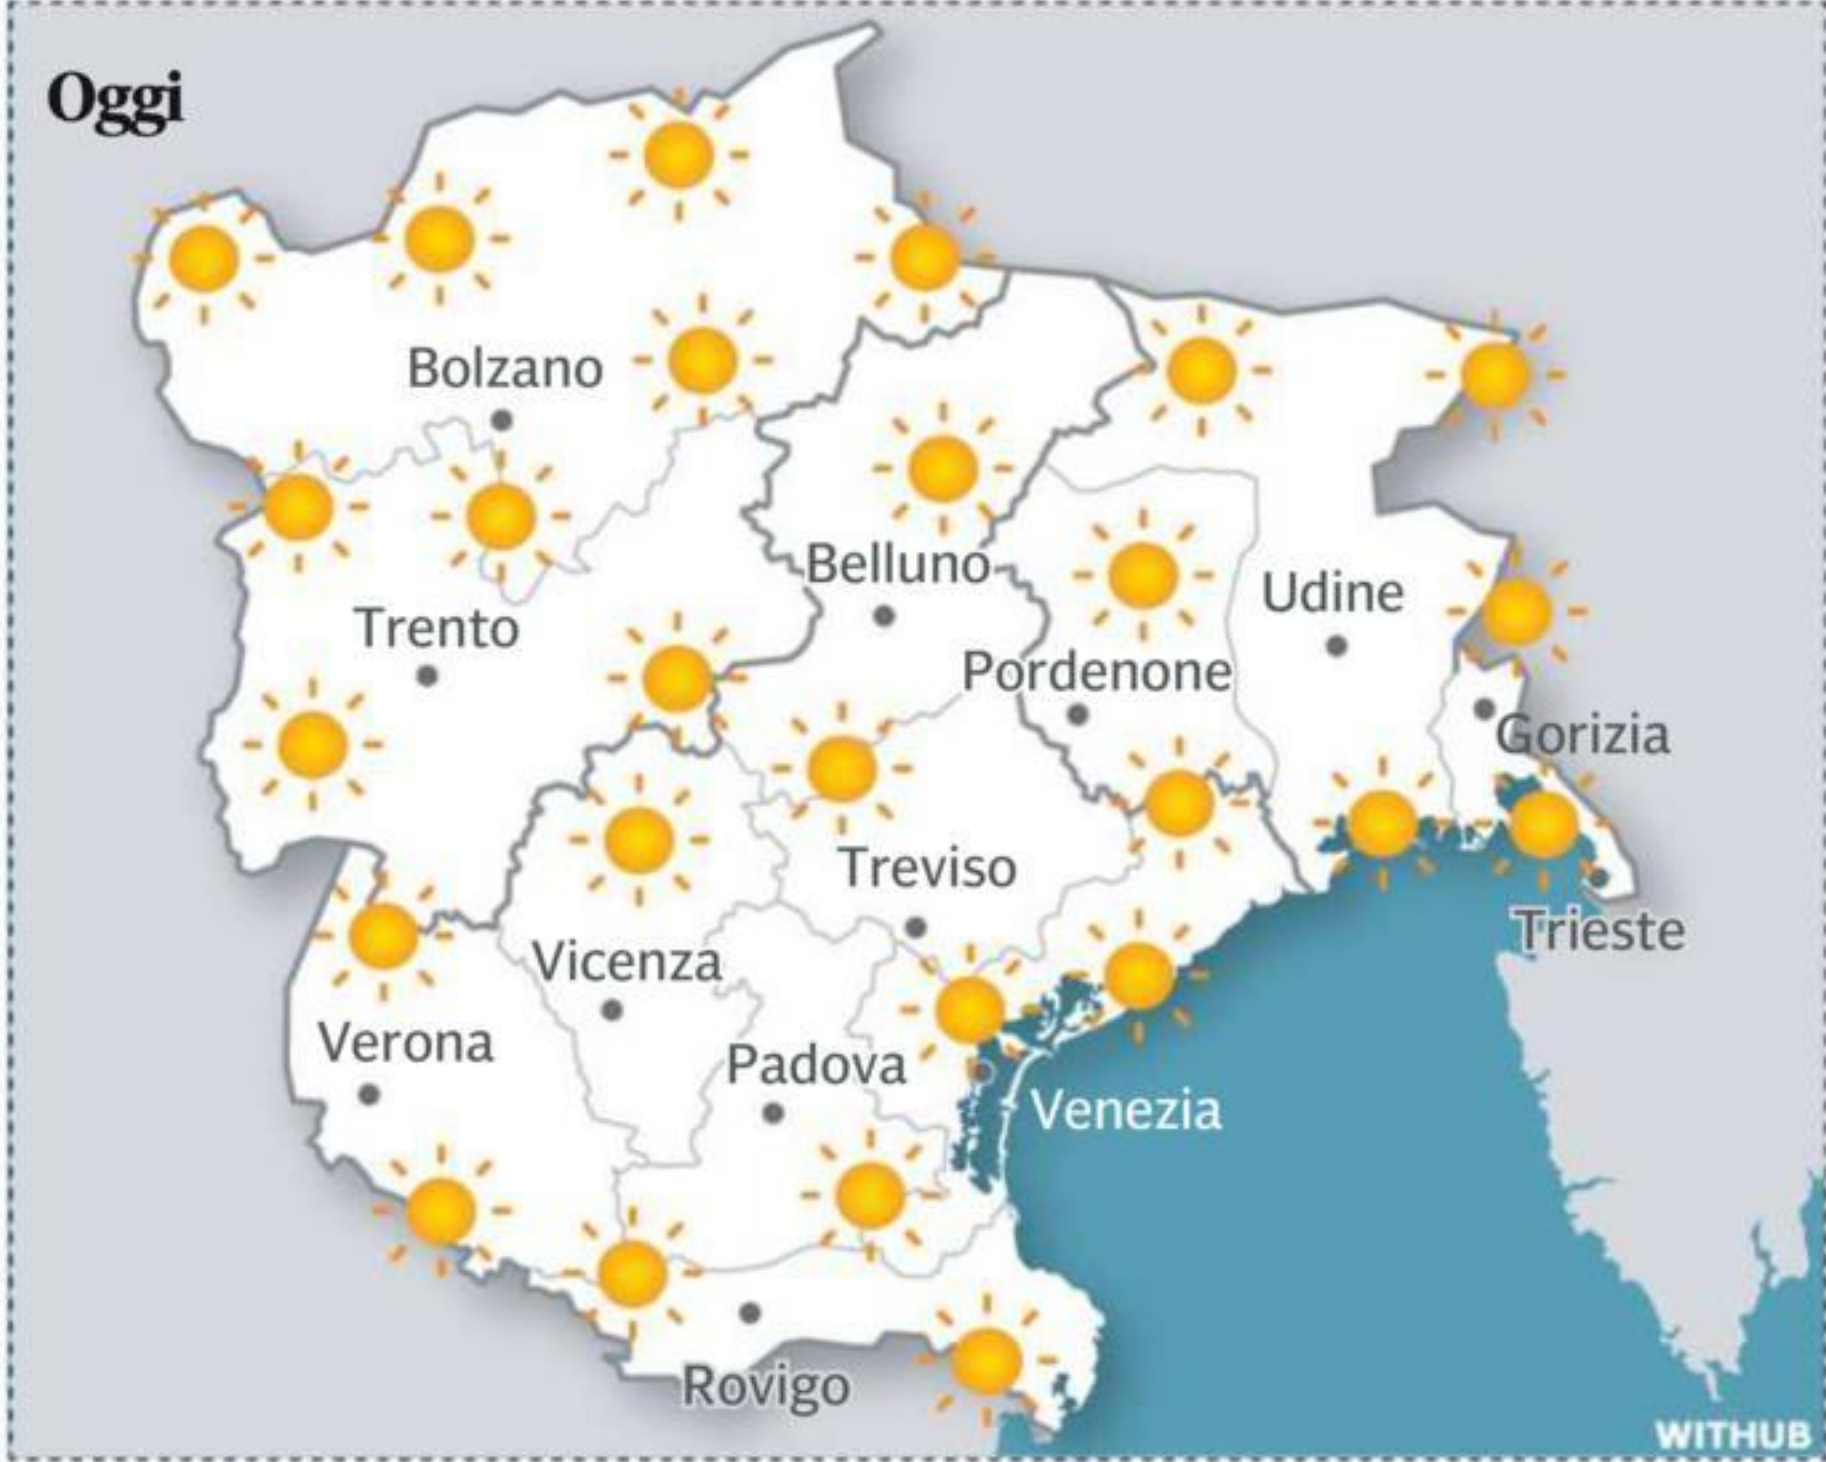 Oggi
Bolzano
Belluno
Udine
Trento
Pordenone
Gorizia
Treviso
Trieste
Vicenza
Verona
Padova
Venezia
Rovigo
WITHUB